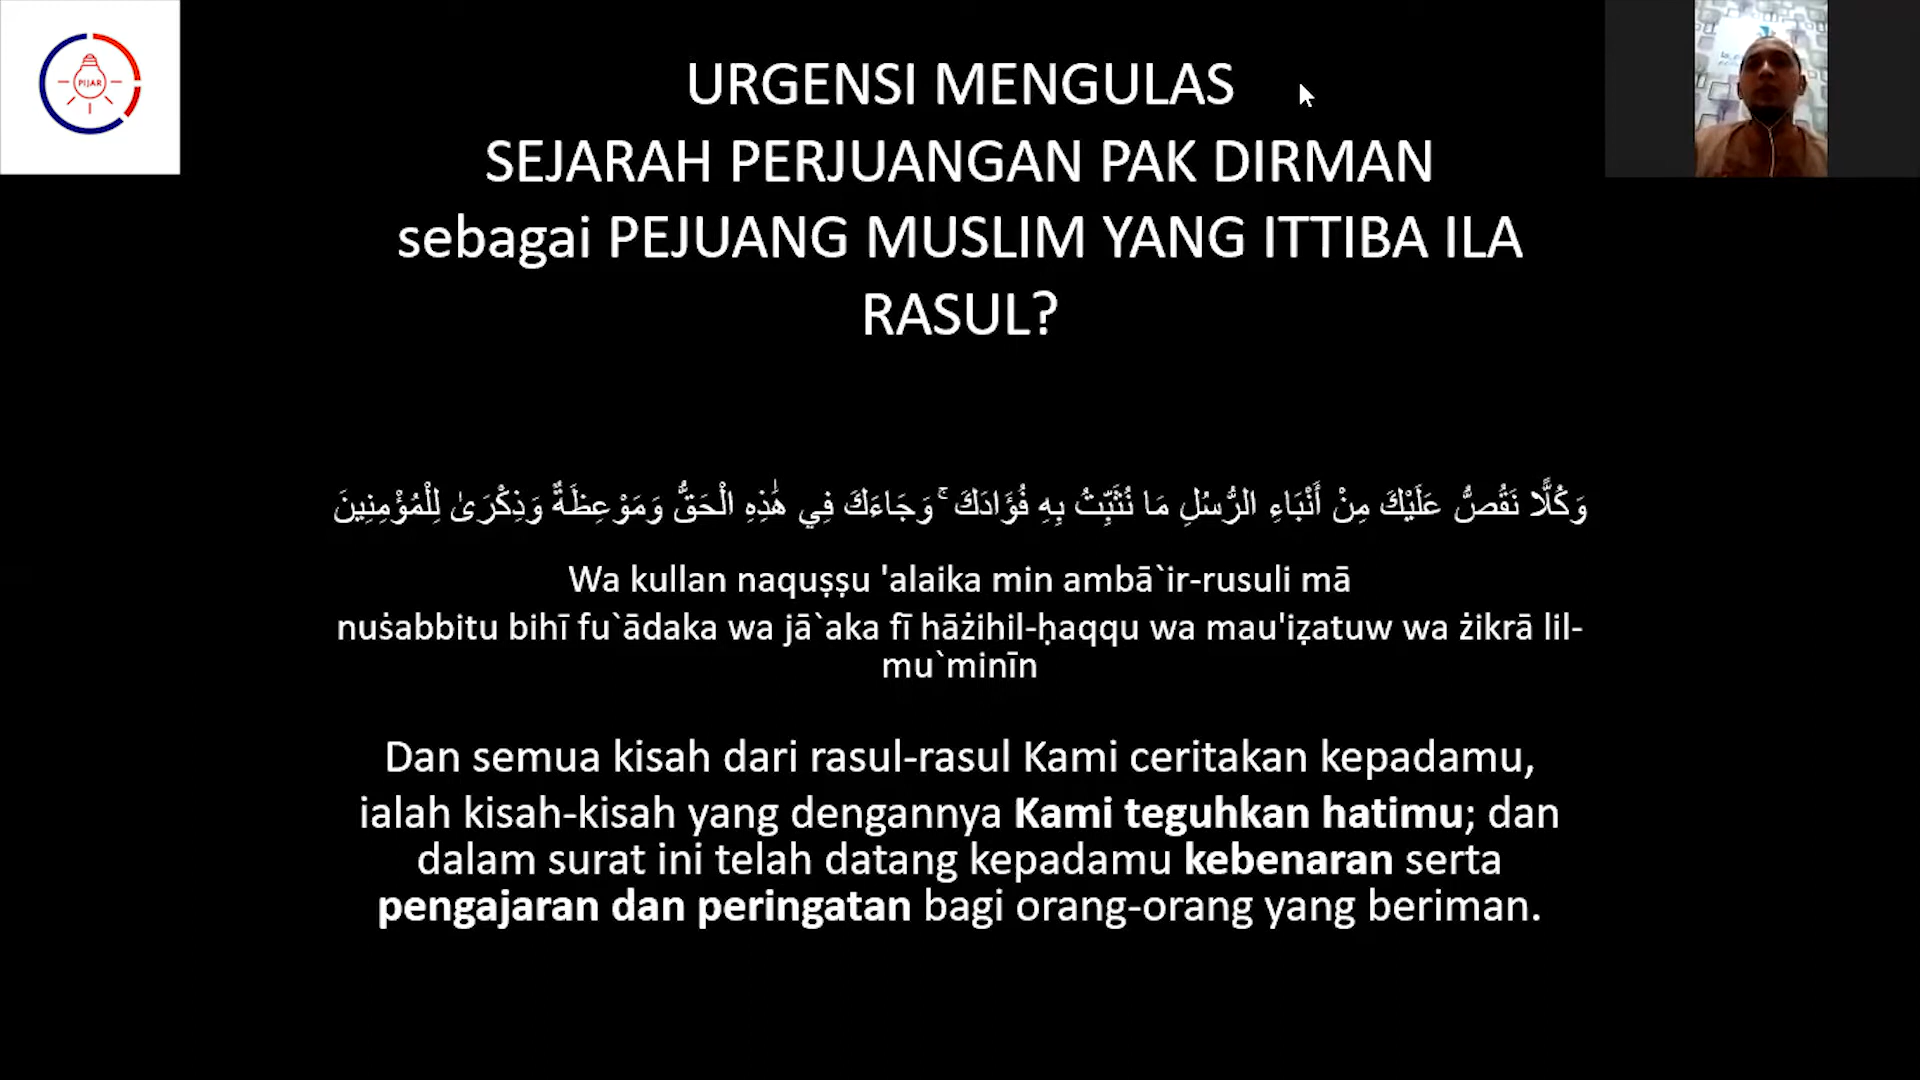 PIJAR
URGENSI MENGULAS
SEJARAH PERJUANGAN PAK DIRMAN
sebagai PEJUANG MUSLIM YANG ITTIBA ILA
RASUL?
وَكُلًّا نَقُصُّ عَلَيْكَ مِنْ أَنْبَاءِ الرُّسُلِ مَا نُثَبِّتُ بِهِ فُؤَادَكَ ۚ وَجَاءَكَ فِي هَٰذِهِ الْحَقُّ وَمَوْعِظَةٌ وَذِكْرَىٰ لِلْمُؤْمِنِينَ
Wa kullan naquṣṣu 'alaika min ambā`ir-rusuli mā
nuṡabbitu bihī fu`ādaka wa jā`aka fī hāżihil-ḥaqqu wa mau'iẓatuw wa żikrā lil-
mu`minīn
Dan semua kisah dari rasul-rasul Kami ceritakan kepadamu,
ialah kisah-kisah yang dengannya Kami teguhkan hatimu; dan
dalam surat ini telah datang kepadamu kebenaran serta
pengajaran dan peringatan bagi orang-orang yang beriman.